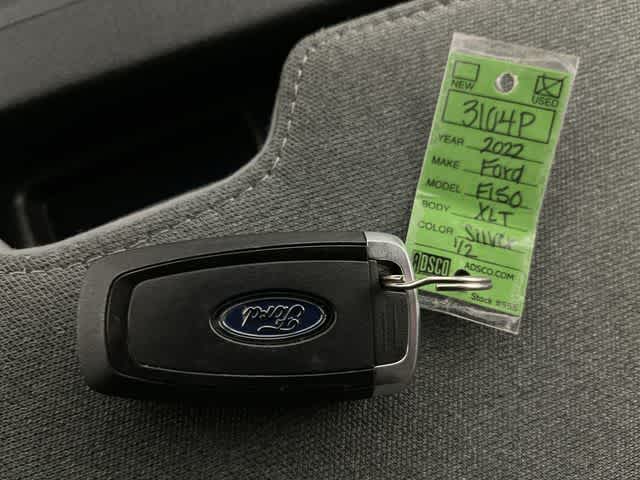 NEW USED
3104P
YEAR 2022
MAKE Ford
MODEL F150
BODY XLT
COLOR Silver
1/2
ADSCO ADSCO.COM
Ford